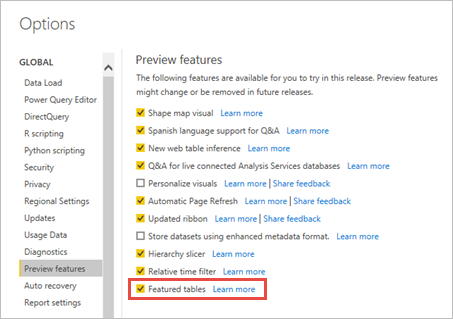 Options
GLOBAL
Data Load
Power Query Editor
DirectQuery
R scripting
Python scripting
Security
Privacy
Regional Settings
Updates
Usage Data
Diagnostics
Preview features
Auto recovery
Report settings
Preview features
The following features are available for you to try in this release. Preview features
might change or be removed in future releases.
Shape map visual Learn more
Spanish language support for Q&A Learn more
New web table inference Learn more
Q&A for live connected Analysis Services databases Learn more
Personalize visuals Learn more | Share feedback
Automatic Page Refresh Learn more | Share feedback
Updated ribbon Learn more | Share feedback
Store datasets using enhanced metadata format. Learn more
Hierarchy slicer Learn more
Relative time filter Learn more
Featured tables Learn more